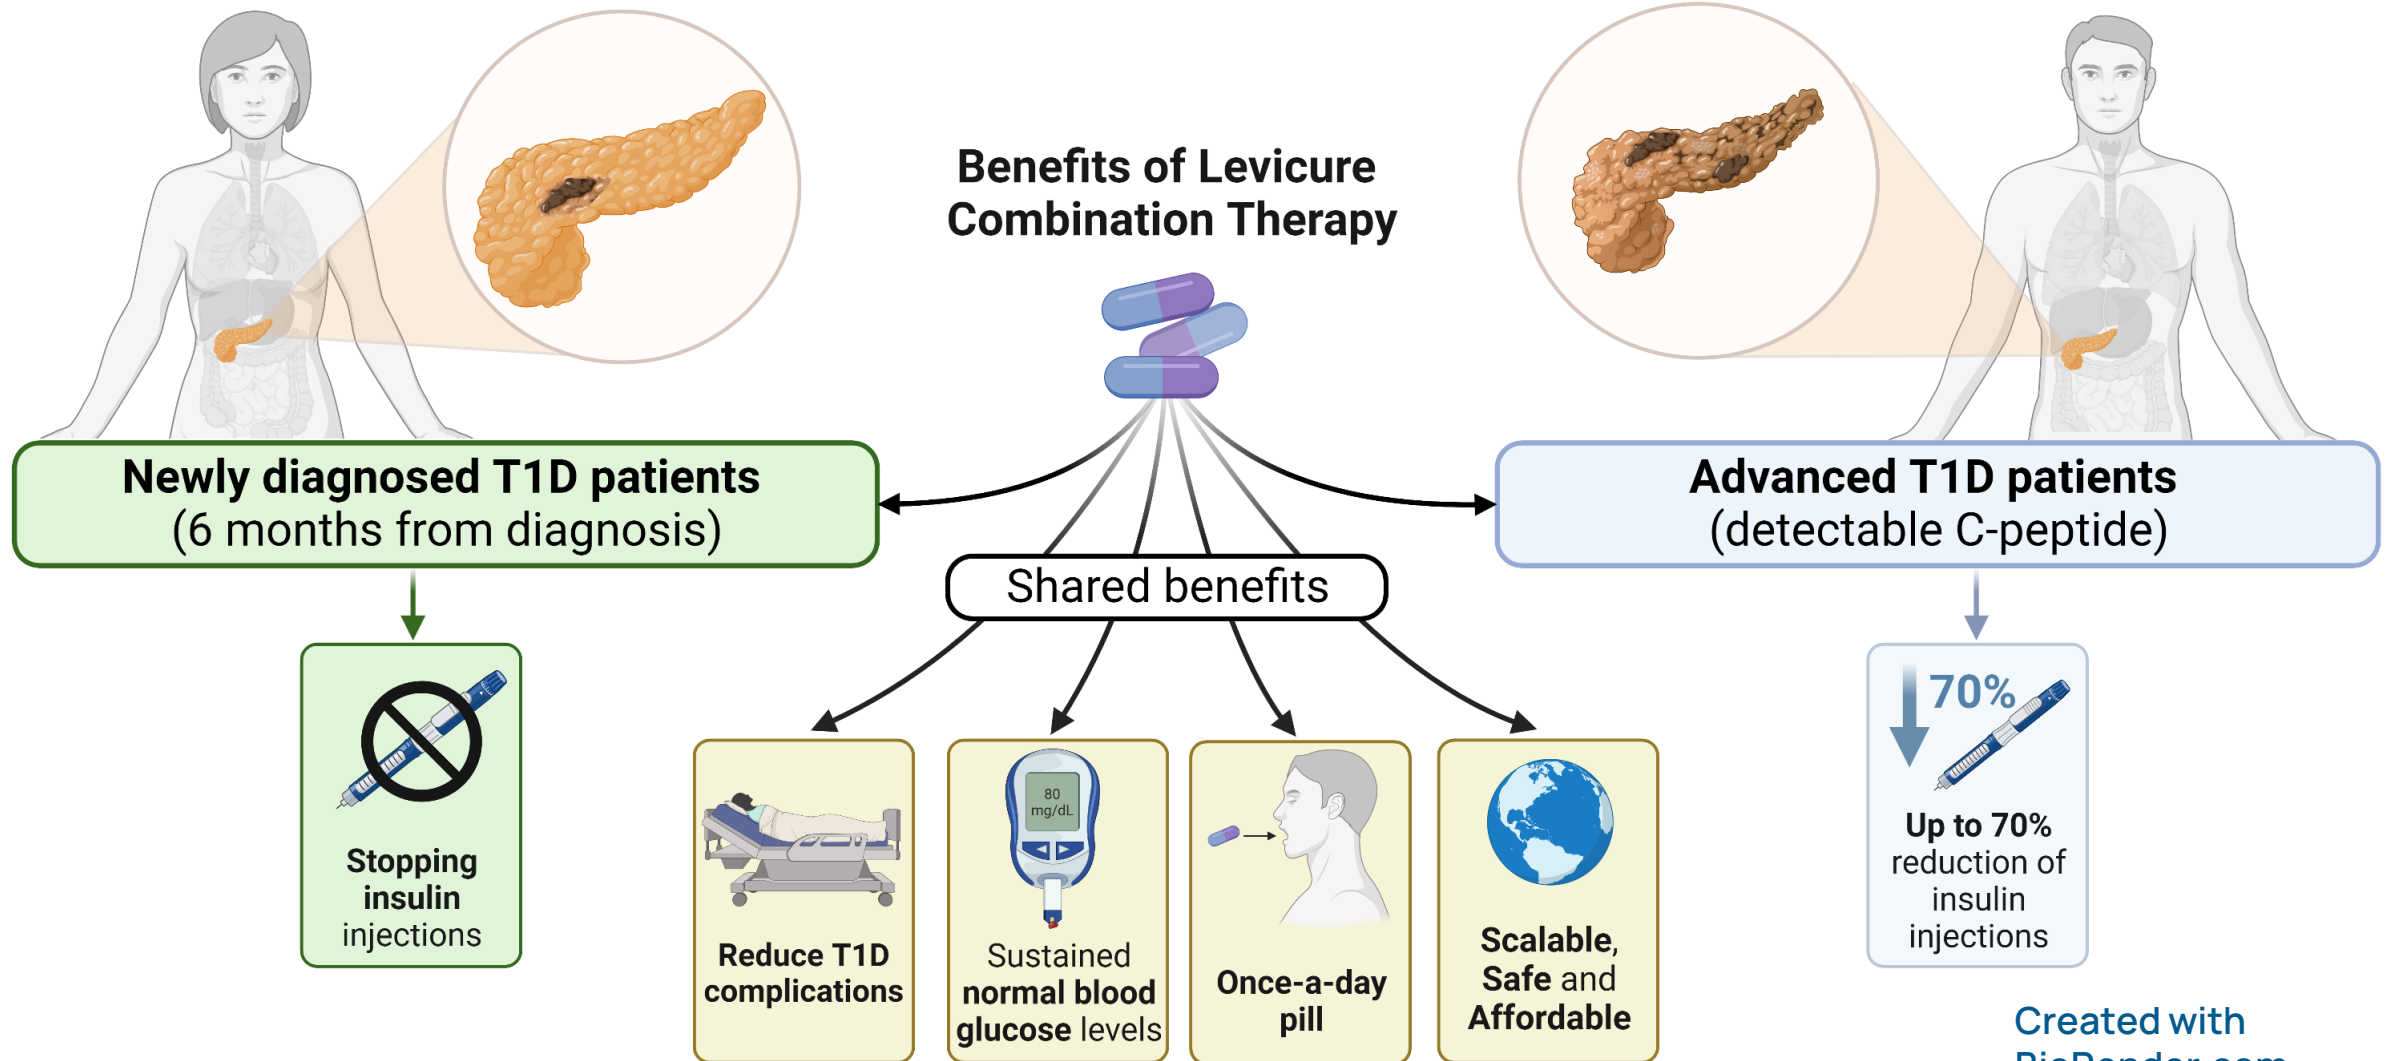 Benefits of Levicure
Combination Therapy
Newly diagnosed T1D patients
(6 months from diagnosis)
Advanced T1D patients
(detectable C-peptide)
Shared benefits
Stopping
insulin
injections
Reduce T1D
complications
80
mg/dL
Sustained
normal blood
glucose levels
Once-a-day
pill
Scalable,
Safe and
Affordable
70%
Up to 70%
reduction of
insulin
injections
Created with
BioRender.com